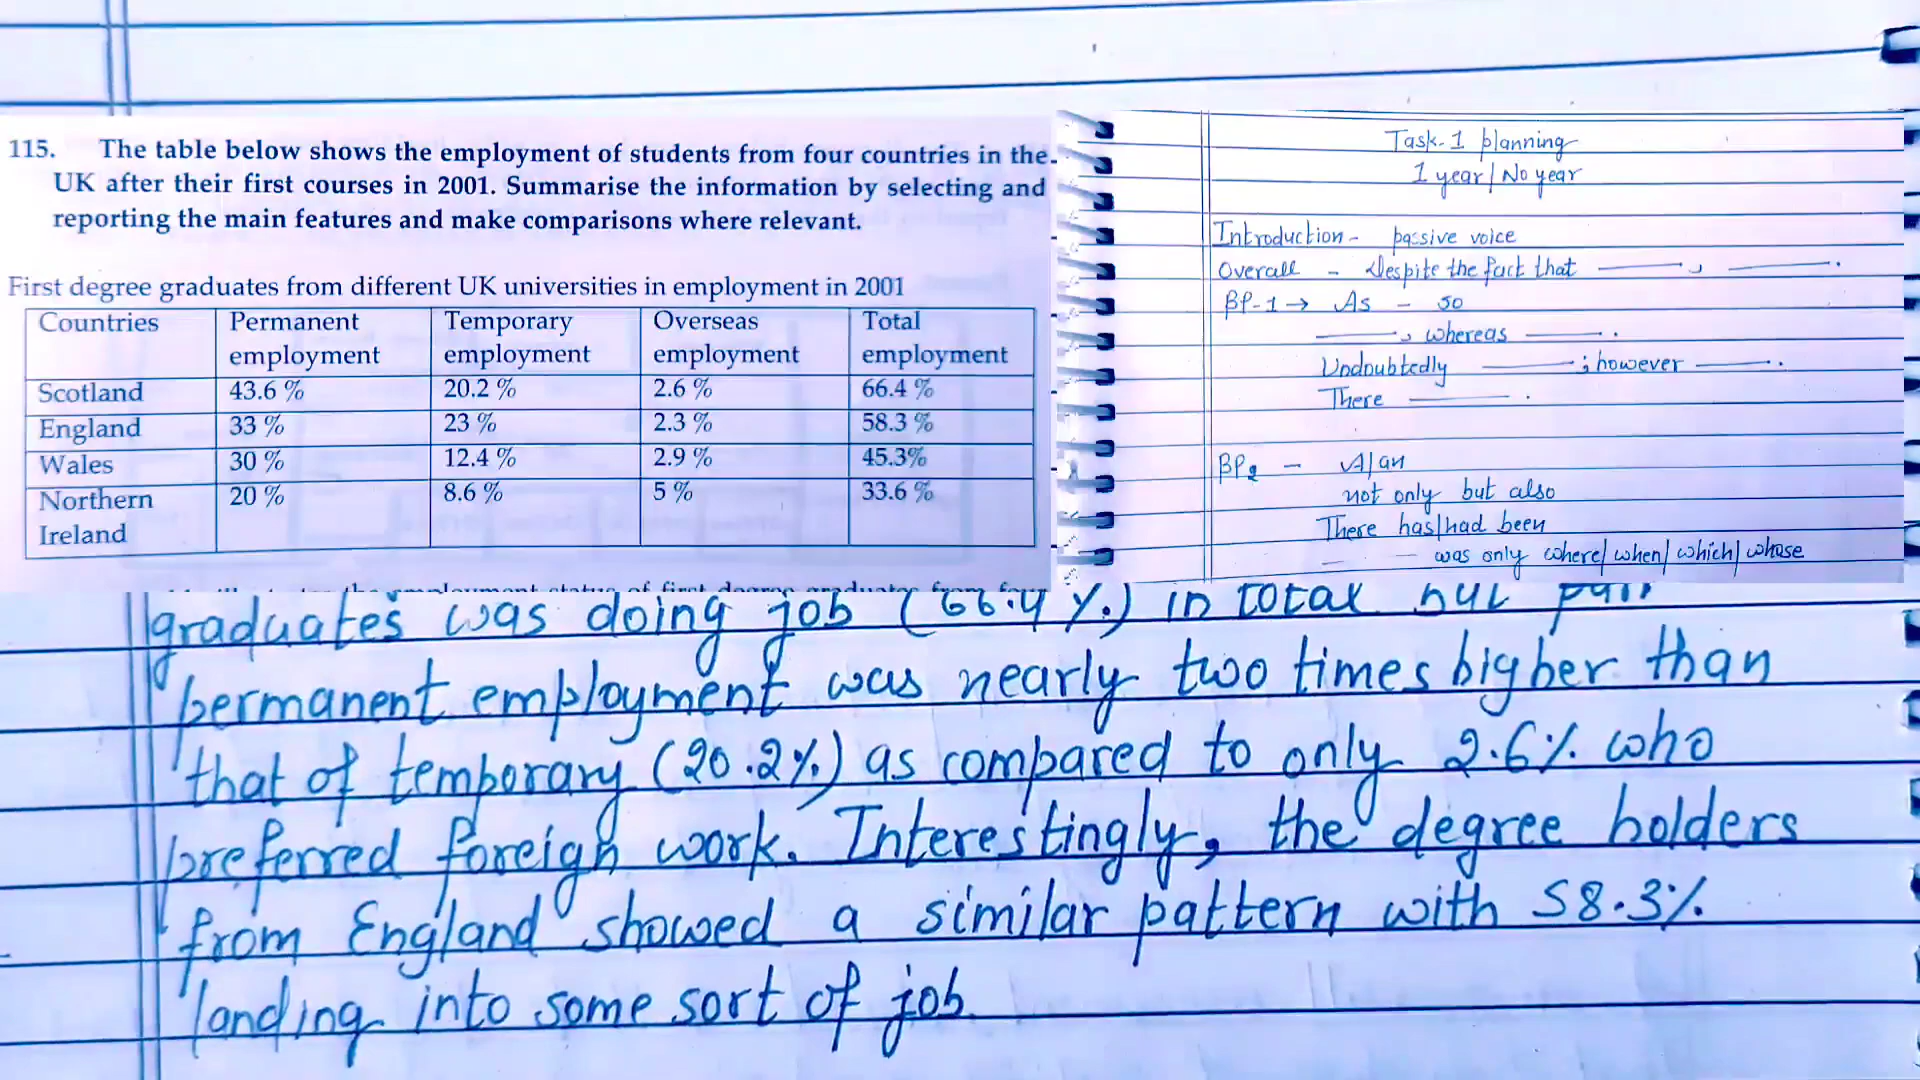 115. The table below shows the employment of students from four countries in the
UK after their first courses in 2001. Summarise the information by selecting and
reporting the main features and make comparisons where relevant.
First degree graduates from different UK universities in employment in 2001
Countries Permanent employment Temporary employment Overseas employment Total employment
Scotland 43.6 % 20.2 % 2.6 % 66.4 %
England 33 % 23 % 2.3 % 58.3 %
Wales 30 % 12.4 % 2.9 % 45.3%
Northern Ireland 20 % 8.6 % 5 % 33.6 %
Task-1 planning
1 year/No year
Introduction - passive voice
Overall - despite the fact that ———, ———.
BP-1 → As - so
———, whereas ———.
Undoubtedly ———; however ———.
There ———.
BP2 - A/an
not only but also
There has/had been
— was only where/when/which/whose
graduates was doing job (66.4%) in total
permanent employment was nearly two times higher than
that of temporary (20.2%) as compared to only 2.6% who
preferred foreign work. Interestingly, the degree holders
from England showed a similar pattern with 58.3%
landing into some sort of job.